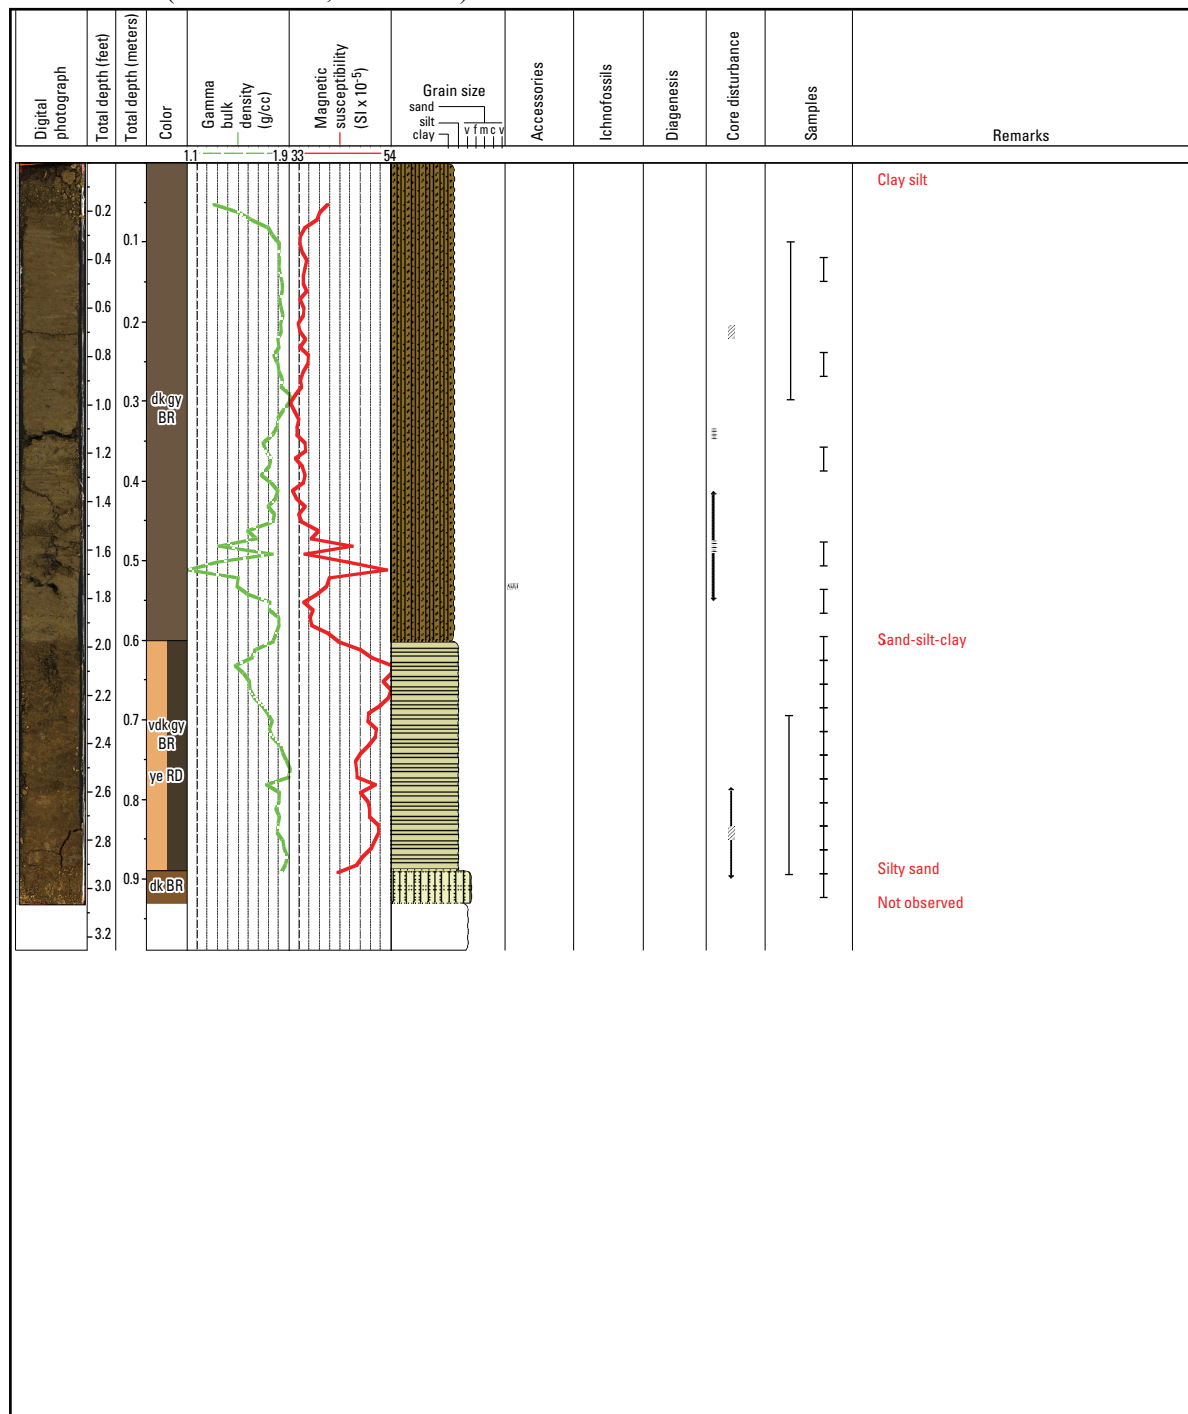 Digital photograph
Total depth (feet)
Total depth (meters)
Color
Gamma bulk density (g/cc)
Magnetic susceptibility (SI x 10-5)
Grain size
sand
silt
clay
v f m c v
Accessories
Ichnofossils
Diagenesis
Core disturbance
Samples
Remarks
1.1 1.9 33 54
Clay silt
0.2
0.1
0.4
0.6
0.2
0.8
1.0
0.3
dk gy
BR
1.2
0.4
1.4
1.6
0.5
1.8
2.0
0.6
Sand-silt-clay
2.2
0.7
vdk gy
BR
2.4
ye RD
2.6
0.8
2.8
Silty sand
0.9
dk BR
3.0
Not observed
3.2